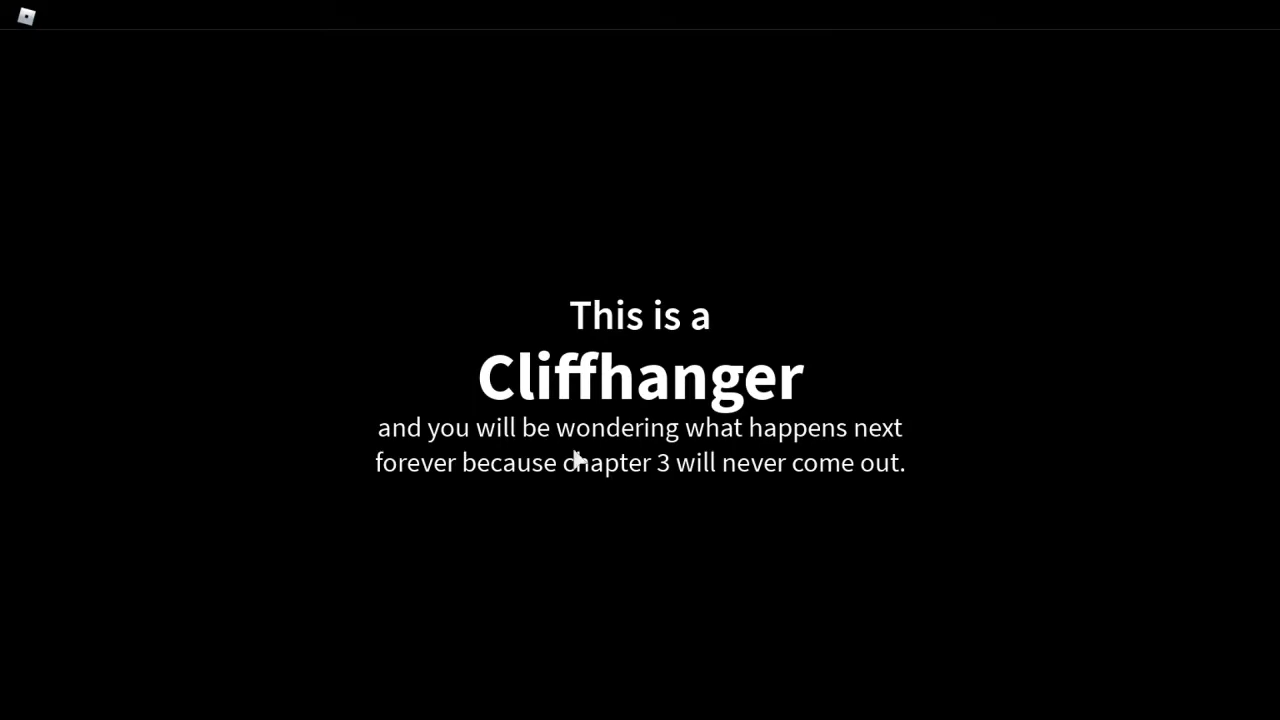 This is a
Cliffhanger
and you will be wondering what happens next
forever because chapter 3 will never come out.